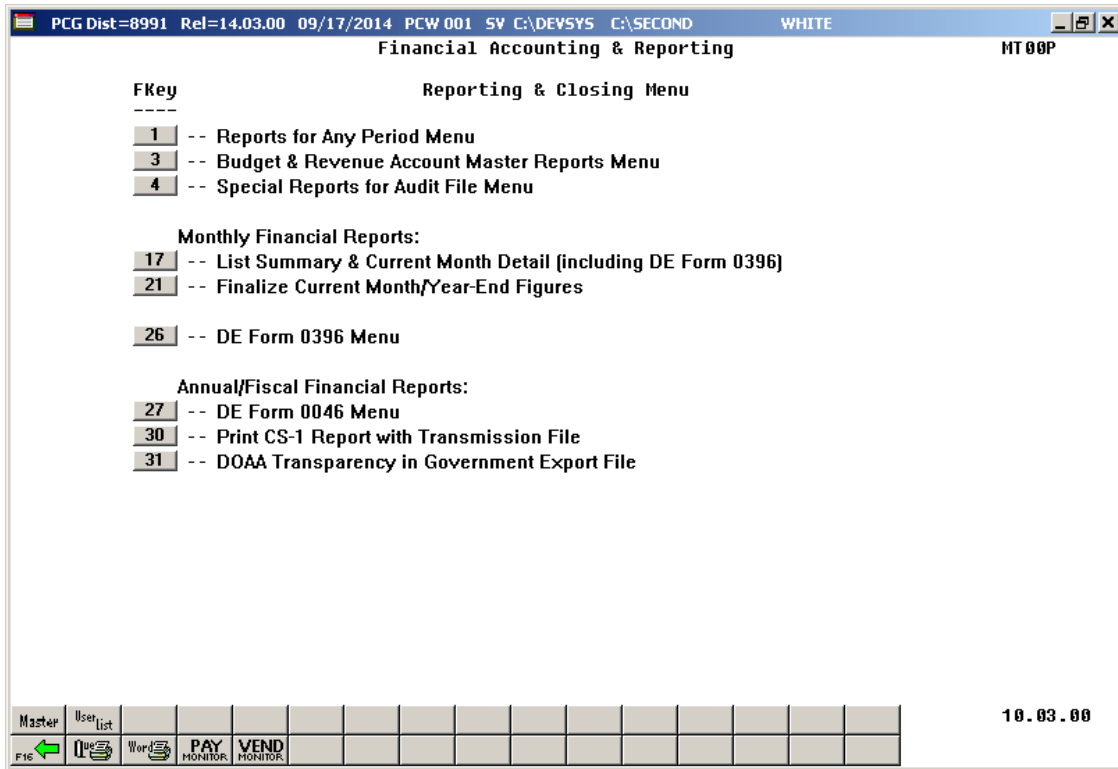 PCG Dist=8991 Rel=14.03.00 09/17/2014 PCW 001 SV C:\DEVSYS C:\SECOND WHITE
Financial Accounting & Reporting MT00P
FKey Reporting & Closing Menu
----
1 -- Reports for Any Period Menu
3 -- Budget & Revenue Account Master Reports Menu
4 -- Special Reports for Audit File Menu
Monthly Financial Reports:
17 -- List Summary & Current Month Detail (including DE Form 0396)
21 -- Finalize Current Month/Year-End Figures
26 -- DE Form 0396 Menu
Annual/Fiscal Financial Reports:
27 -- DE Form 0046 Menu
30 -- Print CS-1 Report with Transmission File
31 -- DOAA Transparency in Government Export File
Master User List 10.03.00
F16 Que Word PAY MONITOR VEND MONITOR